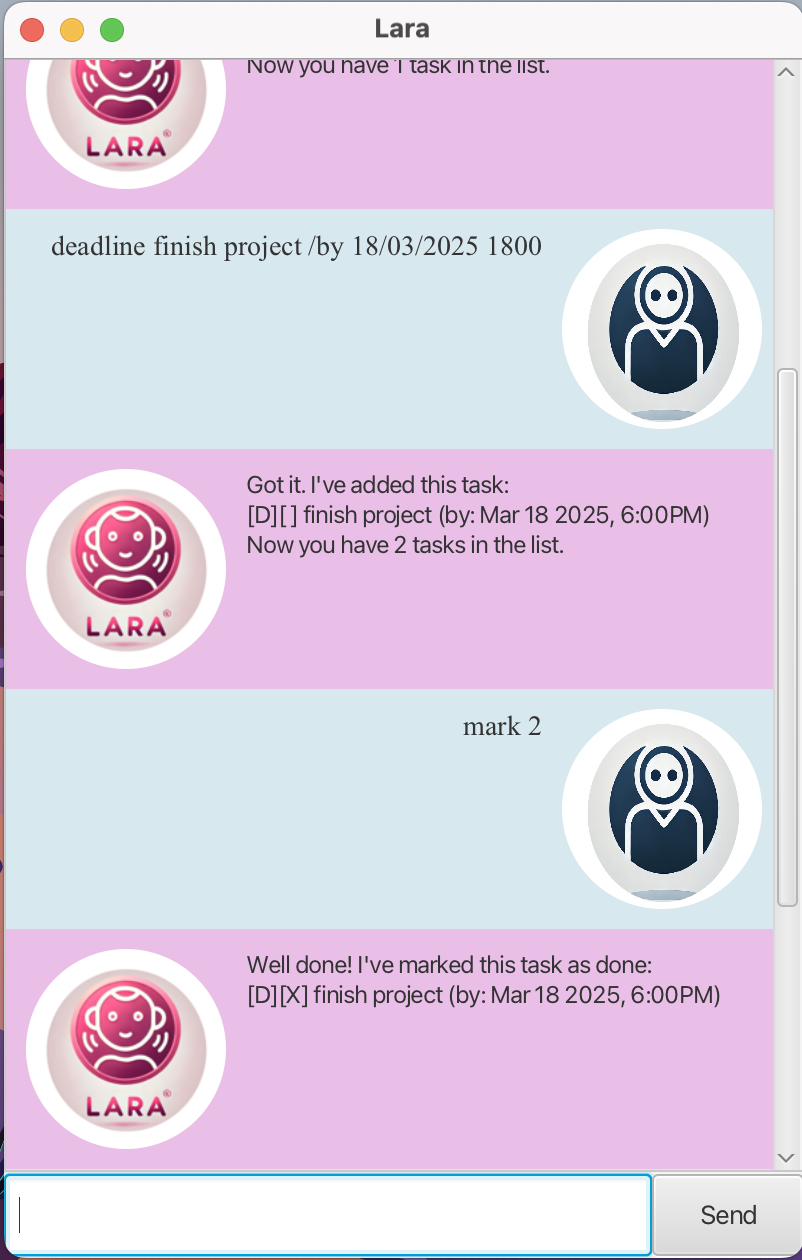 Lara
Now you have 1 task in the list.
LARA®
deadline finish project /by 18/03/2025 1800
Got it. I've added this task:
[D][ ] finish project (by: Mar 18 2025, 6:00PM)
Now you have 2 tasks in the list.
LARA®
mark 2
Well done! I've marked this task as done:
[D][X] finish project (by: Mar 18 2025, 6:00PM)
LARA®
Send